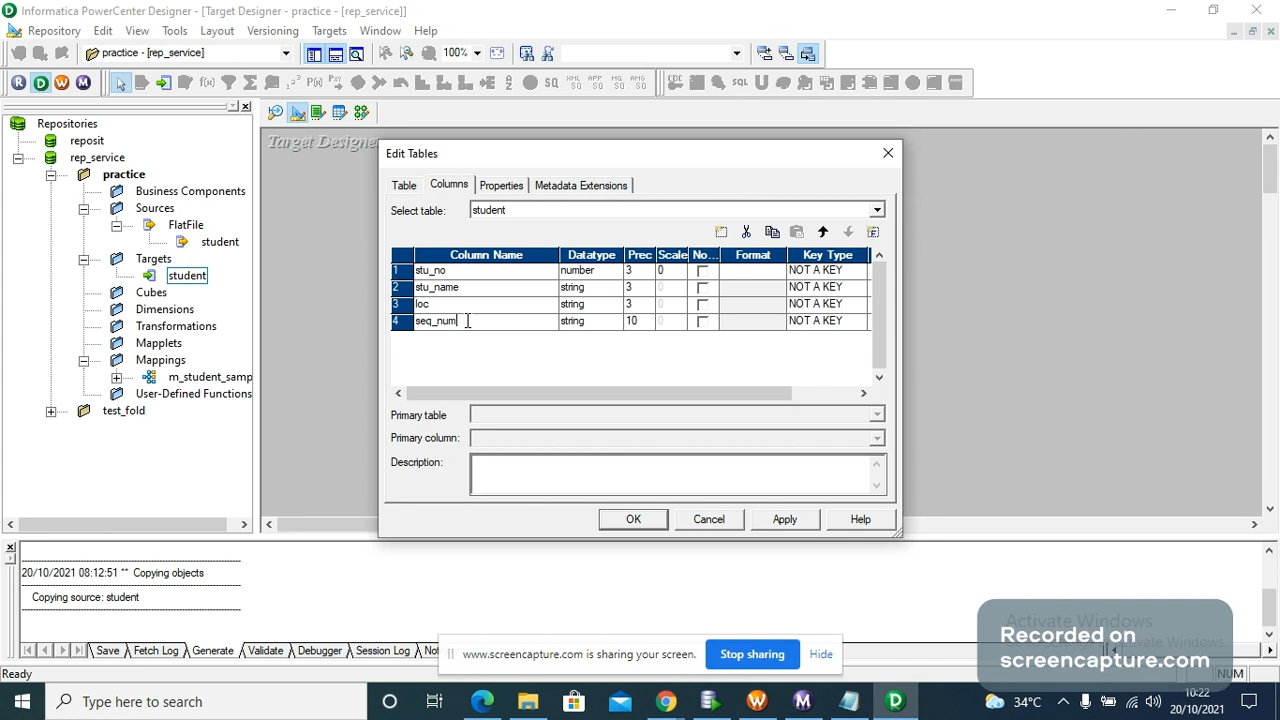 Informatica PowerCenter Designer - [Target Designer - practice - [rep_service]]
Repository Edit View Tools Layout Versioning Targets Window Help
practice - [rep_service]
100%
Repositories
reposit
rep_service
practice
Business Components
Sources
FlatFile
student
Targets
student
Cubes
Dimensions
Transformations
Mapplets
Mappings
m_student_samp
User-Defined Functions
test_fold
Target Designe
Edit Tables
Table Columns Properties Metadata Extensions
Select table: student
Column Name Datatype Prec Scale No... Format Key Type
1 stu_no number 3 0 NOT A KEY
2 stu_name string 3 0 NOT A KEY
3 loc string 3 0 NOT A KEY
4 seq_num string 10 0 NOT A KEY
Primary table
Primary column:
Description:
OK Cancel Apply Help
20/10/2021 08:12:51 ** Copying objects
Copying source: student
Save Fetch Log Generate Validate Debugger Session Log Not
www.screencapture.com is sharing your screen. Stop sharing Hide
Activate Windows
Recorded on
screencapture.com
Ready NUM
Type here to search
34°C
10:22
20/10/2021